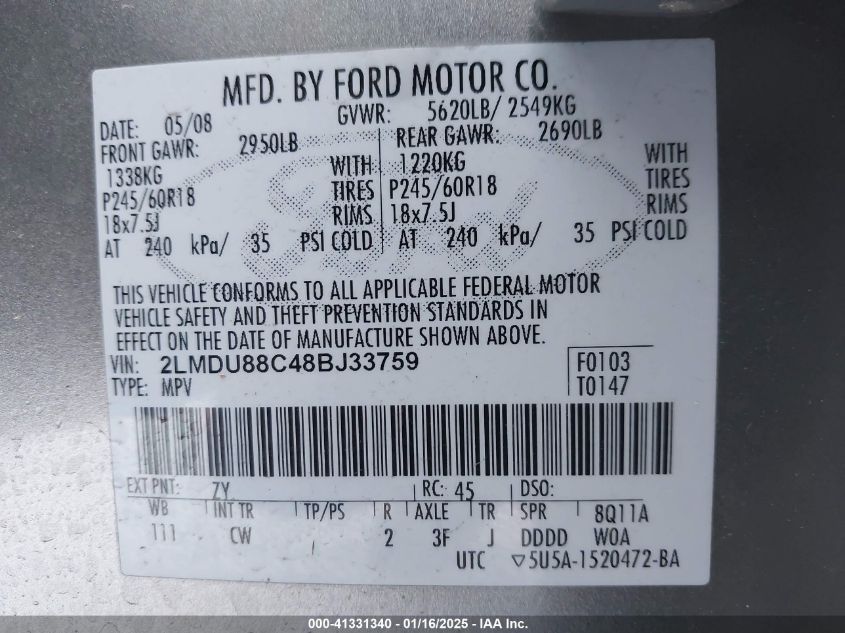 MFD. BY FORD MOTOR CO.
DATE: 05/08 GVWR: 5620LB/ 2549KG
FRONT GAWR: 2950LB REAR GAWR: 2690LB
1338KG WITH 1220KG WITH
P245/60R18 TIRES P245/60R18 TIRES
18x7.5J RIMS 18x7.5J RIMS
AT 240 kPa/ 35 PSI COLD AT 240 kPa/ 35 PSI COLD
THIS VEHICLE CONFORMS TO ALL APPLICABLE FEDERAL MOTOR
VEHICLE SAFETY AND THEFT PREVENTION STANDARDS IN
EFFECT ON THE DATE OF MANUFACTURE SHOWN ABOVE.
VIN: 2LMDU88C48BJ33759 F0103
TYPE: MPV T0147
EXT PNT: ZY RC: 45 DSO:
WB INT TR TP/PS R AXLE TR SPR 8Q11A
111 CW 2 3F J DDDD WOA
UTC ▽5U5A-1520472-BA
000-41331340 - 01/16/2025 - IAA Inc.